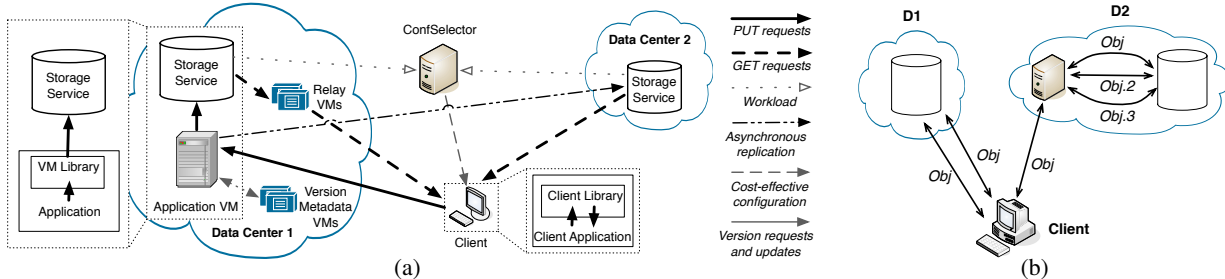 Storage
Service
VM Library
Application
Storage
Service
Application VM
Relay
VMs
Version
Metadata
VMs
Data Center 1
ConfSelector
Data Center 2
Storage
Service
Client
Client Library
Client Application
(a)
PUT requests
GET requests
Workload
Asynchronous
replication
Cost-effective
configuration
Version requests
and updates
D1
D2
Obj
Obj.2
Obj.3
Obj
Obj
Obj
Client
(b)